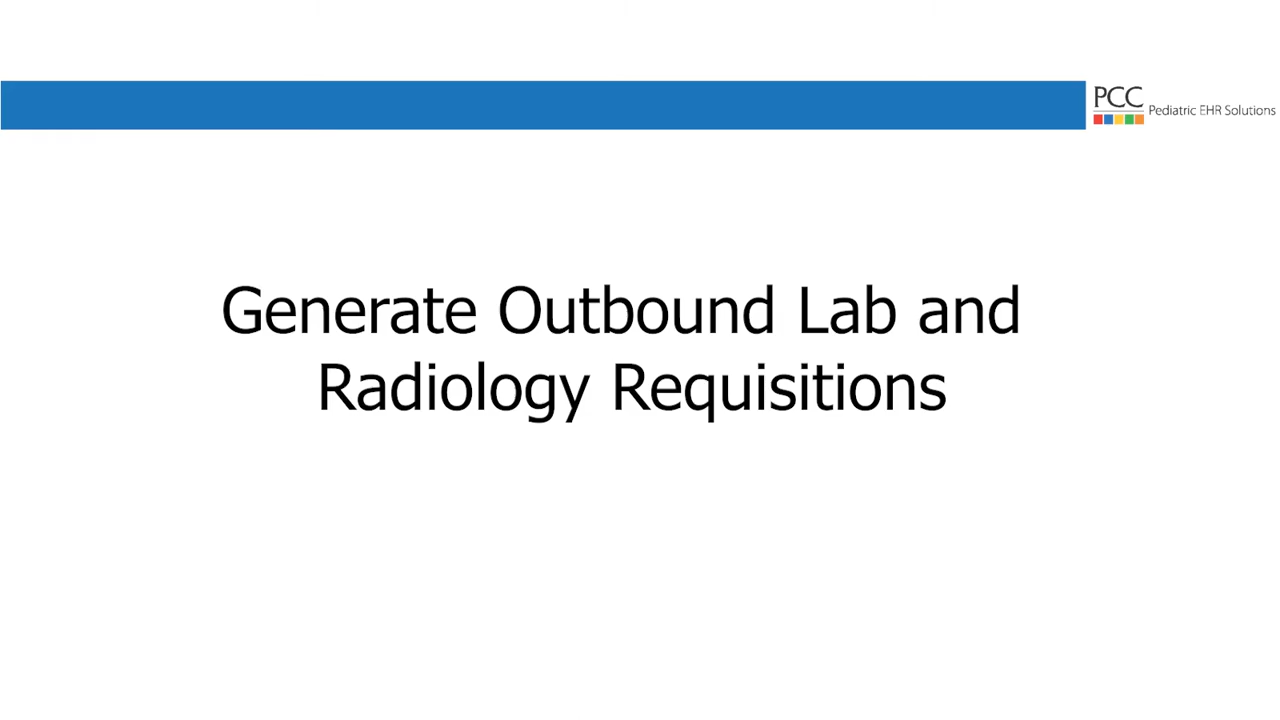 PCC
Pediatric EHR Solutions
Generate Outbound Lab and
Radiology Requisitions